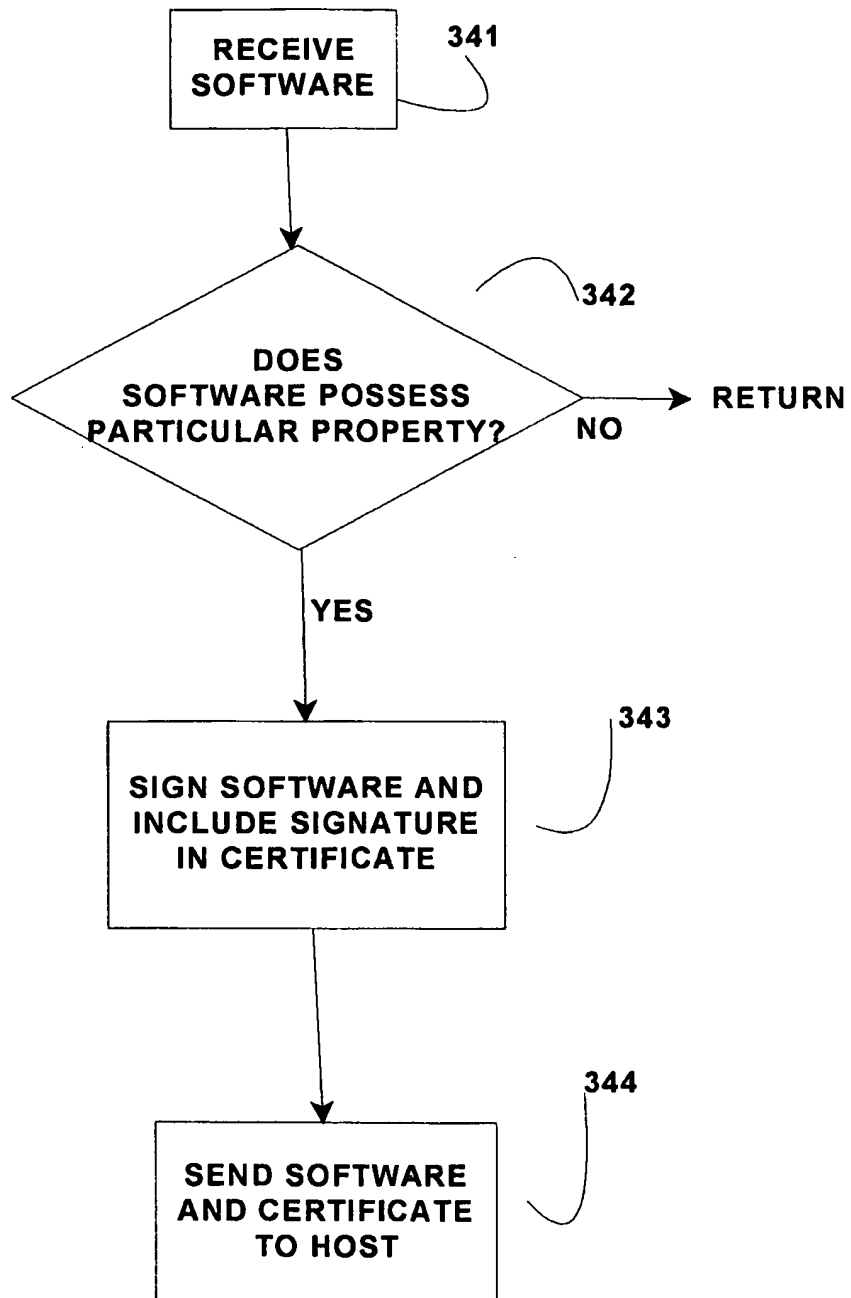 RECEIVE
SOFTWARE
341
342
DOES
SOFTWARE POSSESS
PARTICULAR PROPERTY?
NO
RETURN
YES
343
SIGN SOFTWARE AND
INCLUDE SIGNATURE
IN CERTIFICATE
344
SEND SOFTWARE
AND CERTIFICATE
TO HOST